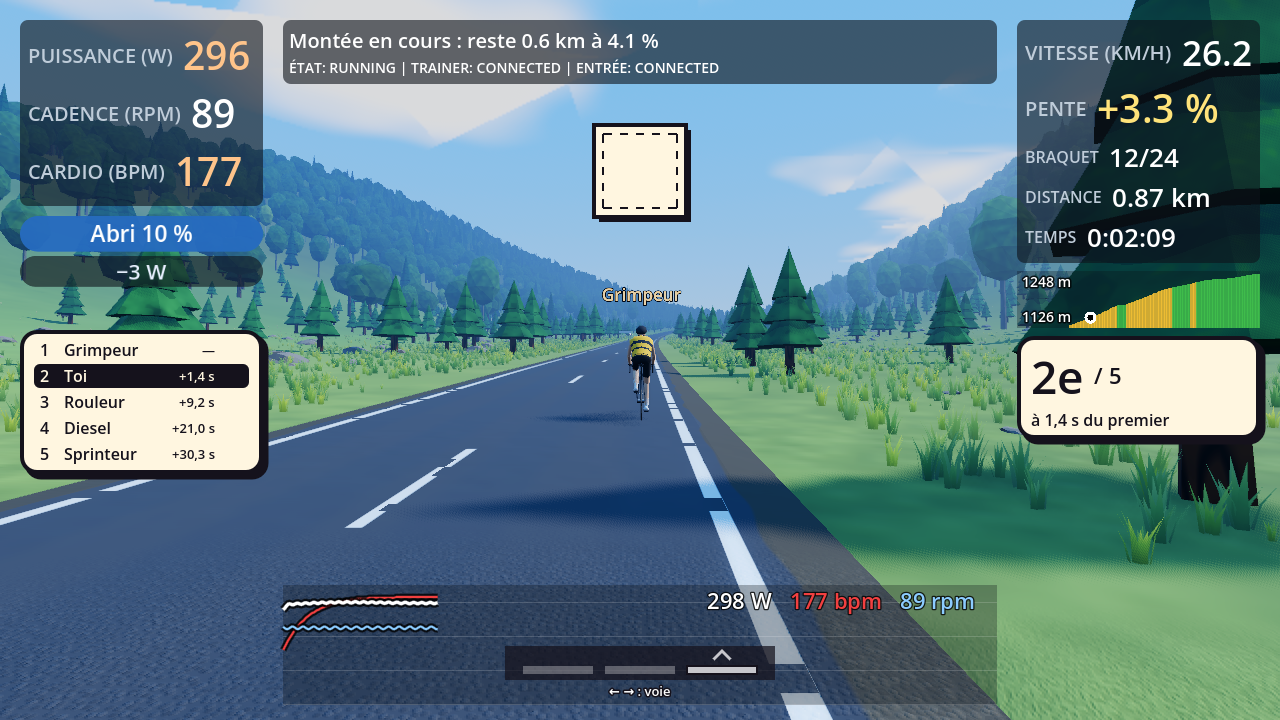 PUISSANCE (W) 296
CADENCE (RPM) 89
CARDIO (BPM) 177
Abri 10 %
−3 W
1 Grimpeur —
2 Toi +1,4 s
3 Rouleur +9,2 s
4 Diesel +21,0 s
5 Sprinteur +30,3 s
Montée en cours : reste 0.6 km à 4.1 %
ÉTAT: RUNNING | TRAINER: CONNECTED | ENTRÉE: CONNECTED
Grimpeur
VITESSE (KM/H) 26.2
PENTE +3.3 %
BRAQUET 12/24
DISTANCE 0.87 km
TEMPS 0:02:09
1248 m
1126 m
2e / 5
à 1,4 s du premier
298 W 177 bpm 89 rpm
← → : voie